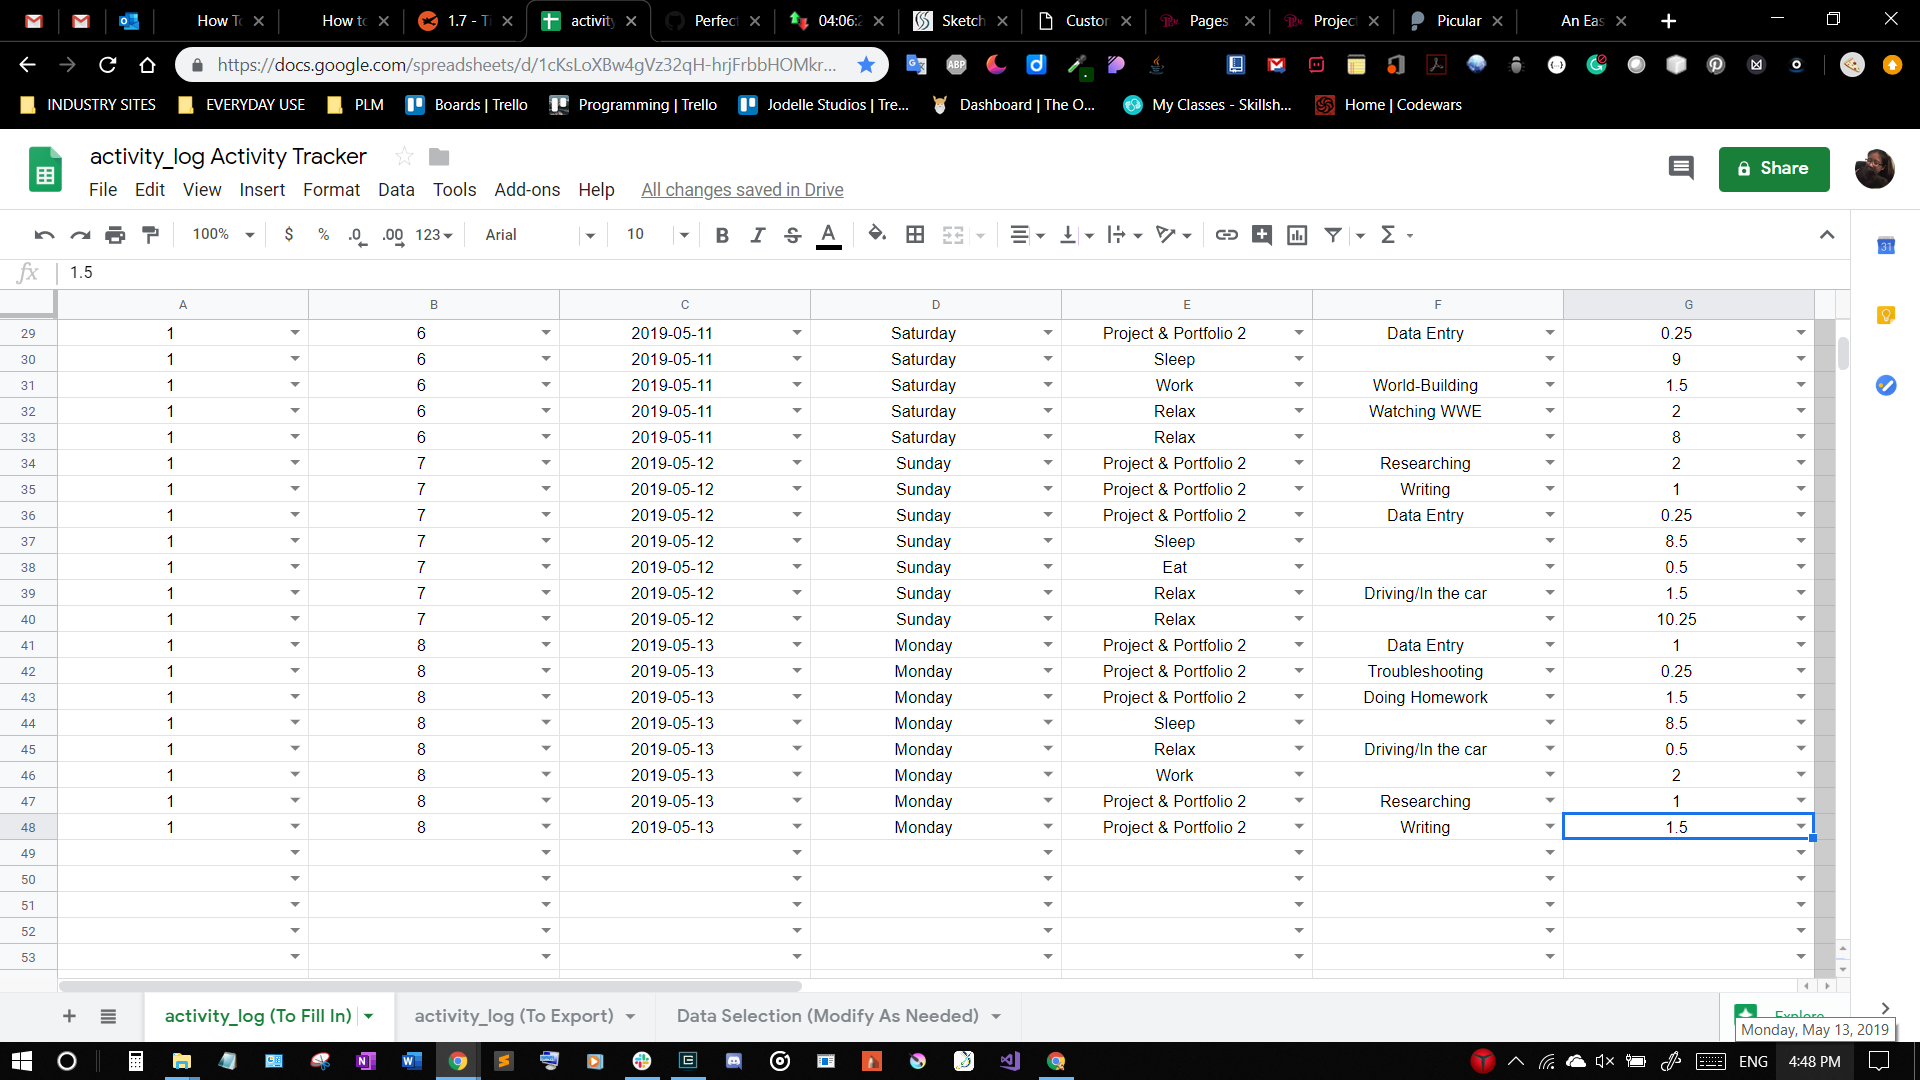 How T
How to
1.7 - Ti
activity
Perfec
04:06:2
Sketch
Custor
Pages
Projec
Picular
An Eas
https://docs.google.com/spreadsheets/d/1cKsLoXBw4gVz32qH-hrjFrbbHOMkr...
INDUSTRY SITES
EVERYDAY USE
PLM
Boards | Trello
Programming | Trello
Jodelle Studios | Tre...
Dashboard | The O...
My Classes - Skillsh...
Home | Codewars
activity_log Activity Tracker
File Edit View Insert Format Data Tools Add-ons Help All changes saved in Drive
Share
100% $ % .0 .00 123 Arial 10 B I S A
fx 1.5
A B C D E F G
29 1 6 2019-05-11 Saturday Project & Portfolio 2 Data Entry 0.25
30 1 6 2019-05-11 Saturday Sleep 9
31 1 6 2019-05-11 Saturday Work World-Building 1.5
32 1 6 2019-05-11 Saturday Relax Watching WWE 2
33 1 6 2019-05-11 Saturday Relax 8
34 1 7 2019-05-12 Sunday Project & Portfolio 2 Researching 2
35 1 7 2019-05-12 Sunday Project & Portfolio 2 Writing 1
36 1 7 2019-05-12 Sunday Project & Portfolio 2 Data Entry 0.25
37 1 7 2019-05-12 Sunday Sleep 8.5
38 1 7 2019-05-12 Sunday Eat 0.5
39 1 7 2019-05-12 Sunday Relax Driving/In the car 1.5
40 1 7 2019-05-12 Sunday Relax 10.25
41 1 8 2019-05-13 Monday Project & Portfolio 2 Data Entry 1
42 1 8 2019-05-13 Monday Project & Portfolio 2 Troubleshooting 0.25
43 1 8 2019-05-13 Monday Project & Portfolio 2 Doing Homework 1.5
44 1 8 2019-05-13 Monday Sleep 8.5
45 1 8 2019-05-13 Monday Relax Driving/In the car 0.5
46 1 8 2019-05-13 Monday Work 2
47 1 8 2019-05-13 Monday Project & Portfolio 2 Researching 1
48 1 8 2019-05-13 Monday Project & Portfolio 2 Writing 1.5
49
50
51
52
53
activity_log (To Fill In)
activity_log (To Export)
Data Selection (Modify As Needed)
Explore
Monday, May 13, 2019
ENG
4:48 PM